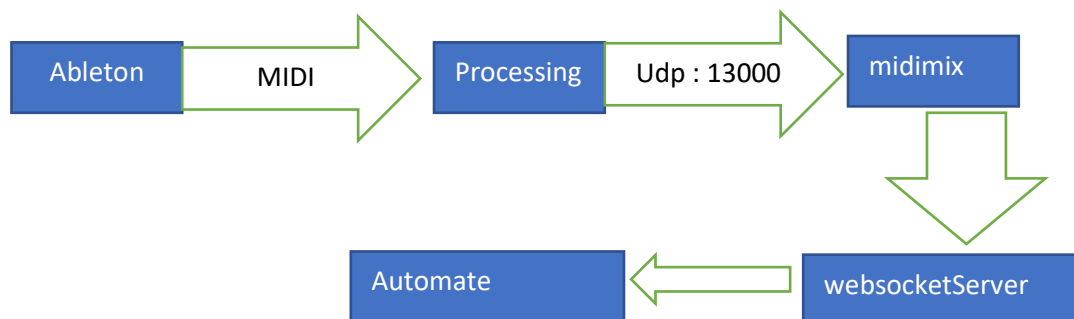 Ableton
MIDI
Processing
Udp : 13000
midimix
Automate
websocketServer